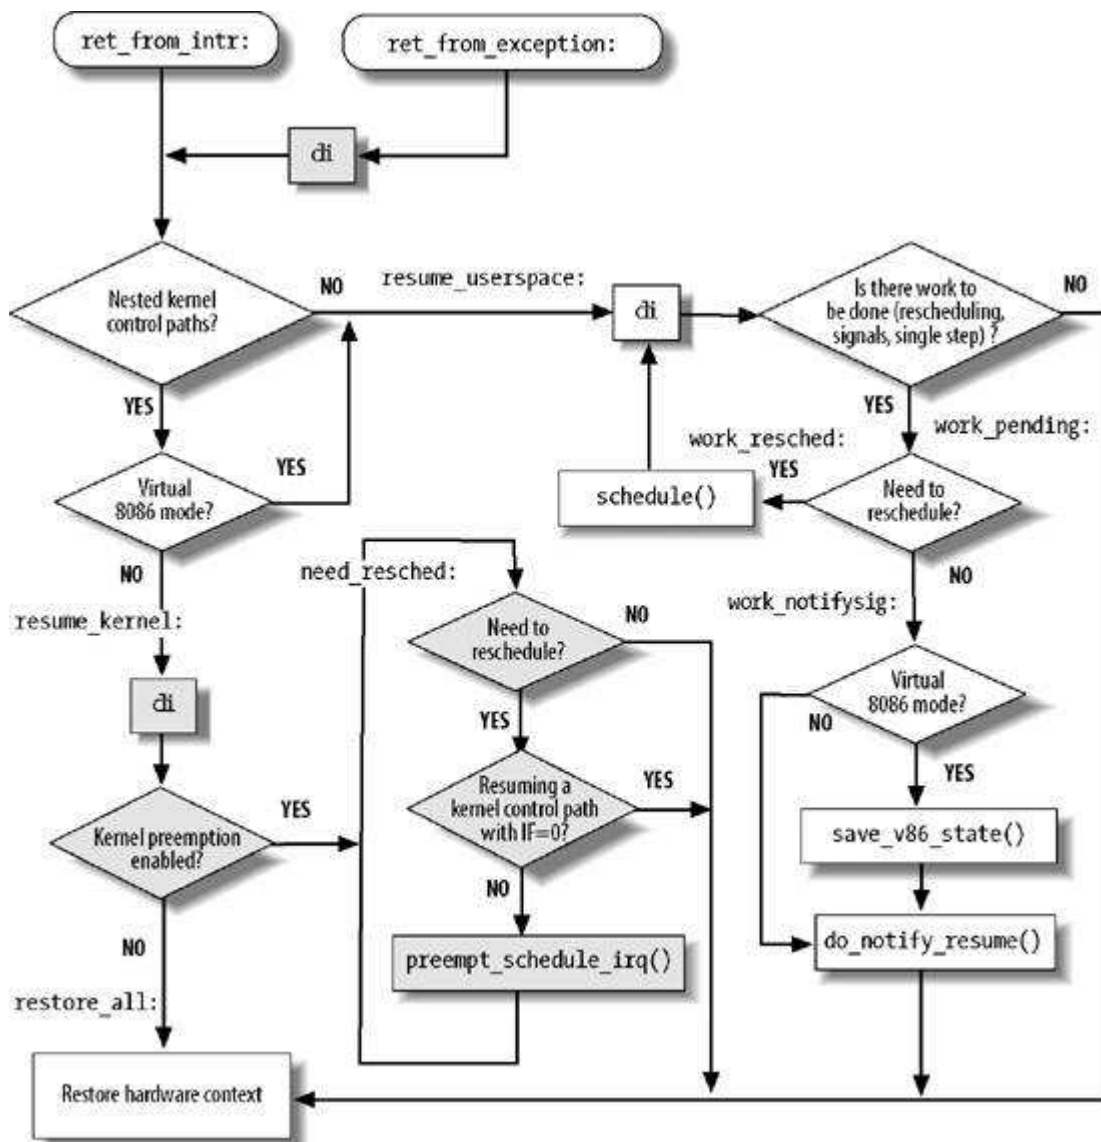 ret_from_intr:
ret_from_exception:
di
Nested kernel
control paths?
NO
resume_userspace:
di
Is there work to
be done (rescheduling,
signals, single step) ?
NO
YES
YES
work_pending:
work_resched:
YES
Virtual
8086 mode?
YES
schedule()
Need to
reschedule?
NO
NO
need_resched:
work_notifysig:
resume_kernel:
Need to
reschedule?
NO
di
Virtual
8086 mode?
NO
YES
YES
Resuming a
kernel control path
with IF=0?
YES
Kernel preemption
enabled?
YES
save_v86_state()
NO
NO
preempt_schedule_irq()
do_notify_resume()
restore_all:
Restore hardware context